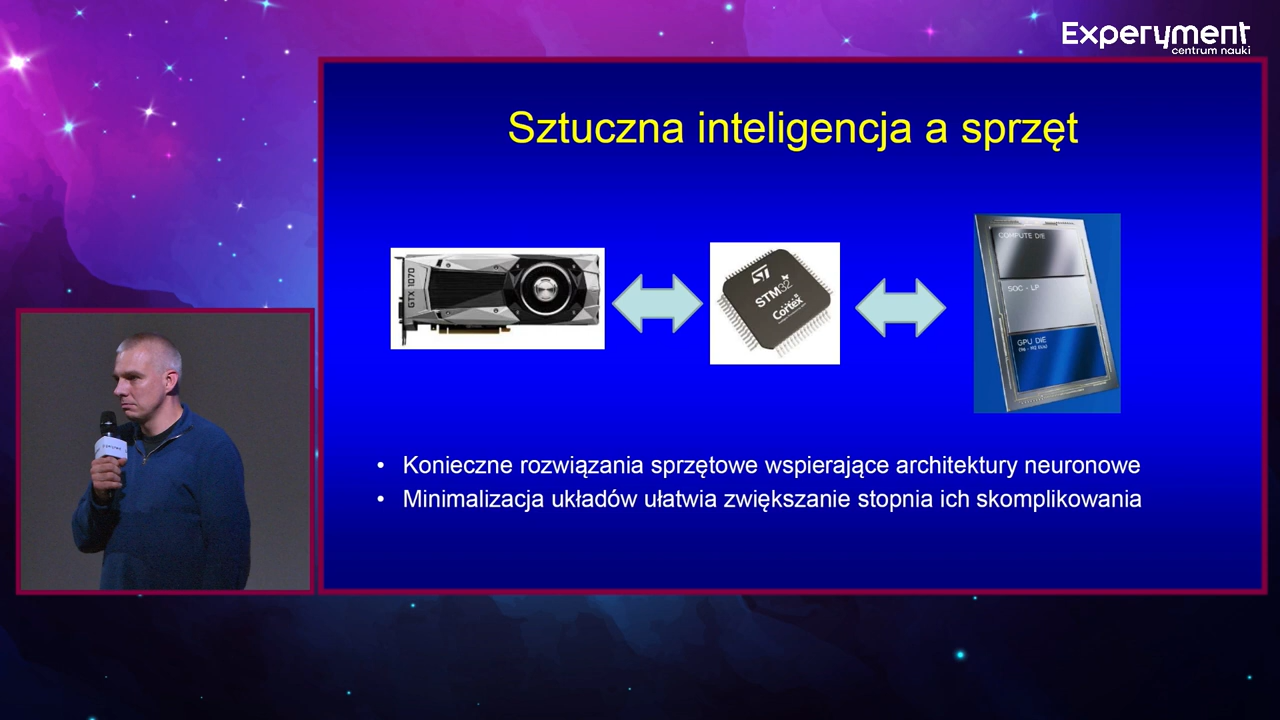 Experyment
centrum nauki
Sztuczna inteligencja a sprzęt
GTX 1070
ST
STM32
Cortex
COMPUTE DIE
SOC - LP
GPU DIE
• Konieczne rozwiązania sprzętowe wspierające architektury neuronowe
• Minimalizacja układów ułatwia zwiększanie stopnia ich skomplikowania